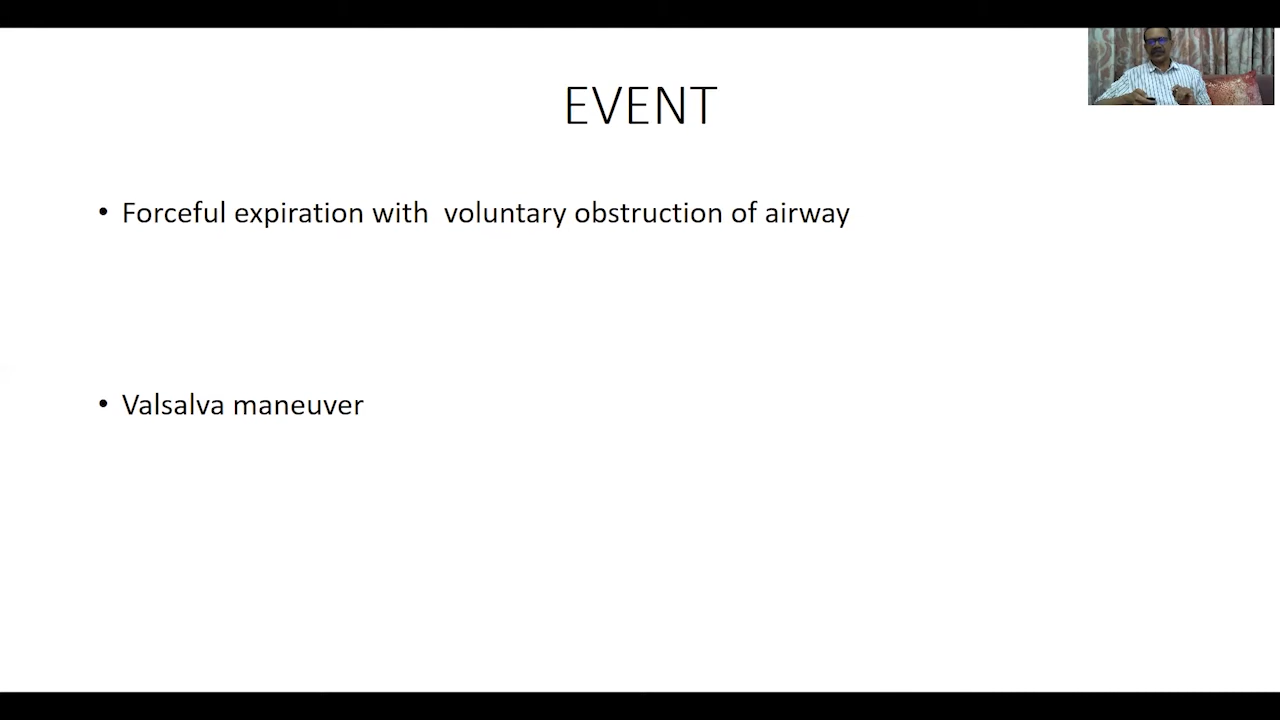 EVENT
• Forceful expiration with  voluntary obstruction of airway
• Valsalva maneuver